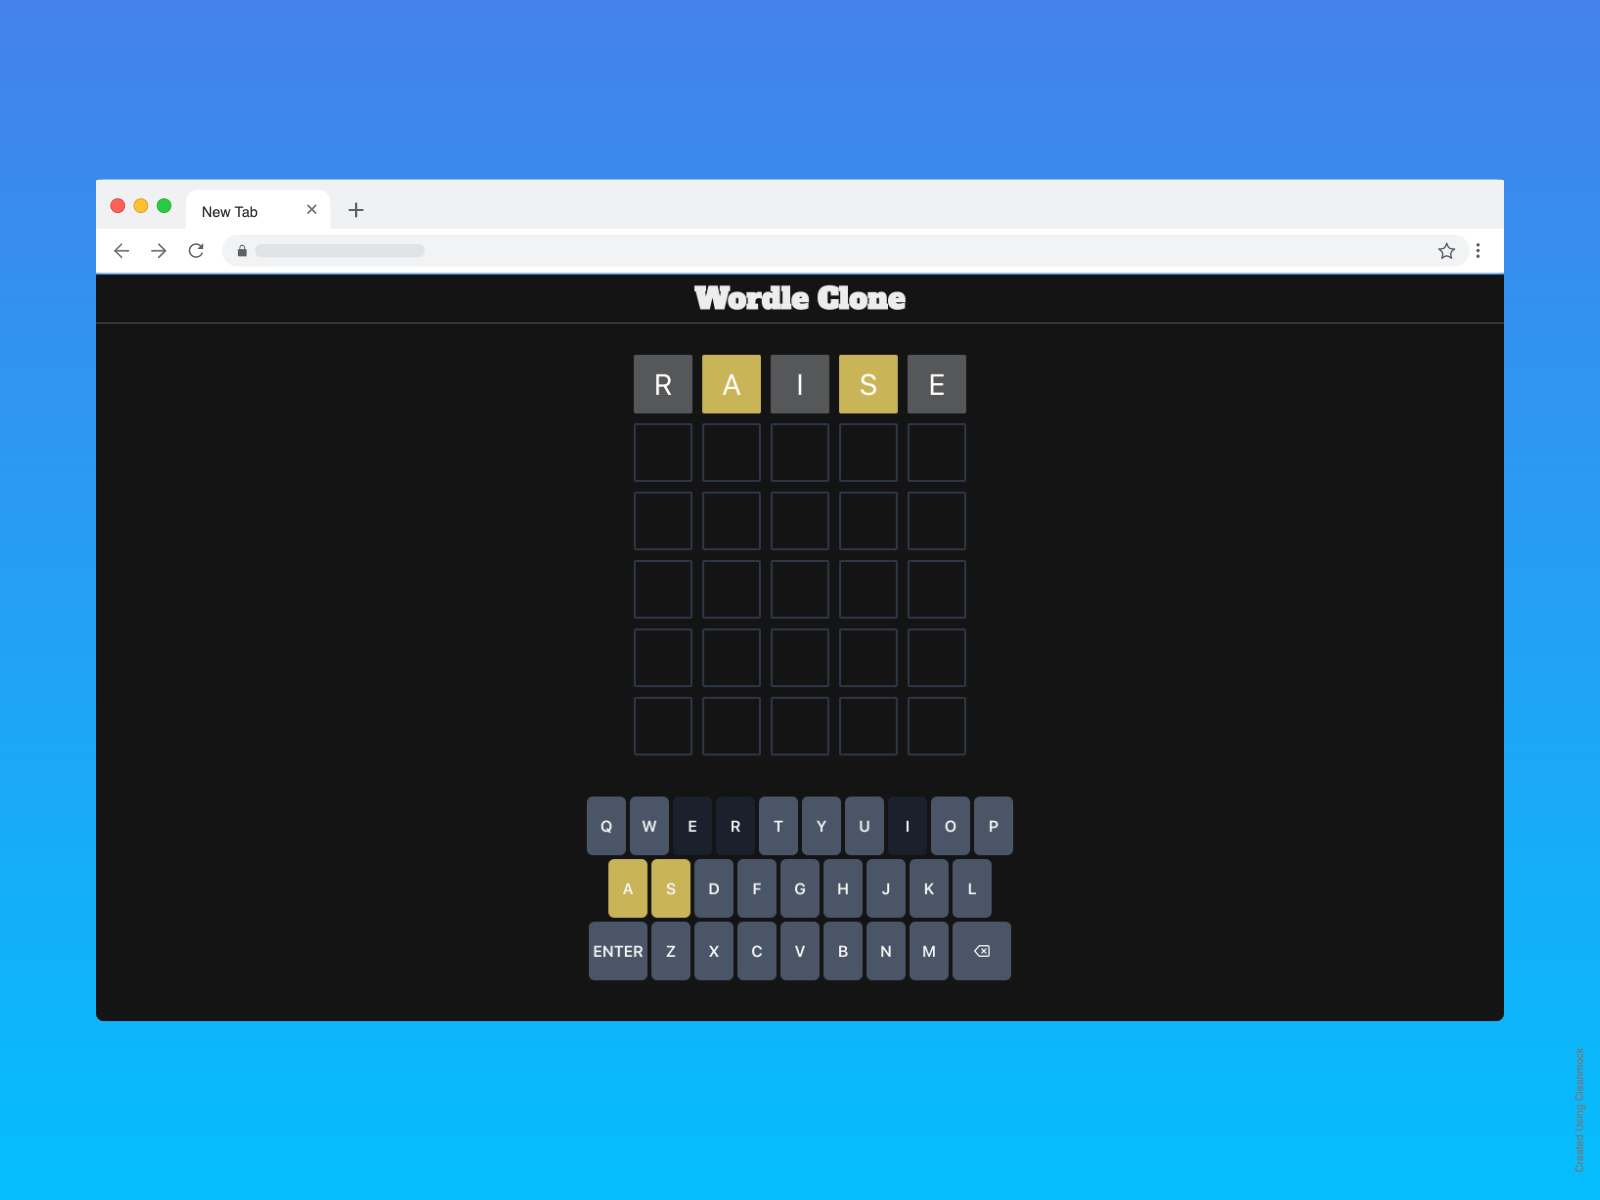 New Tab
Wordle Clone
R A I S E
Q W E R T Y U I O P
A S D F G H J K L
ENTER Z X C V B N M
Created Using Cleanmock